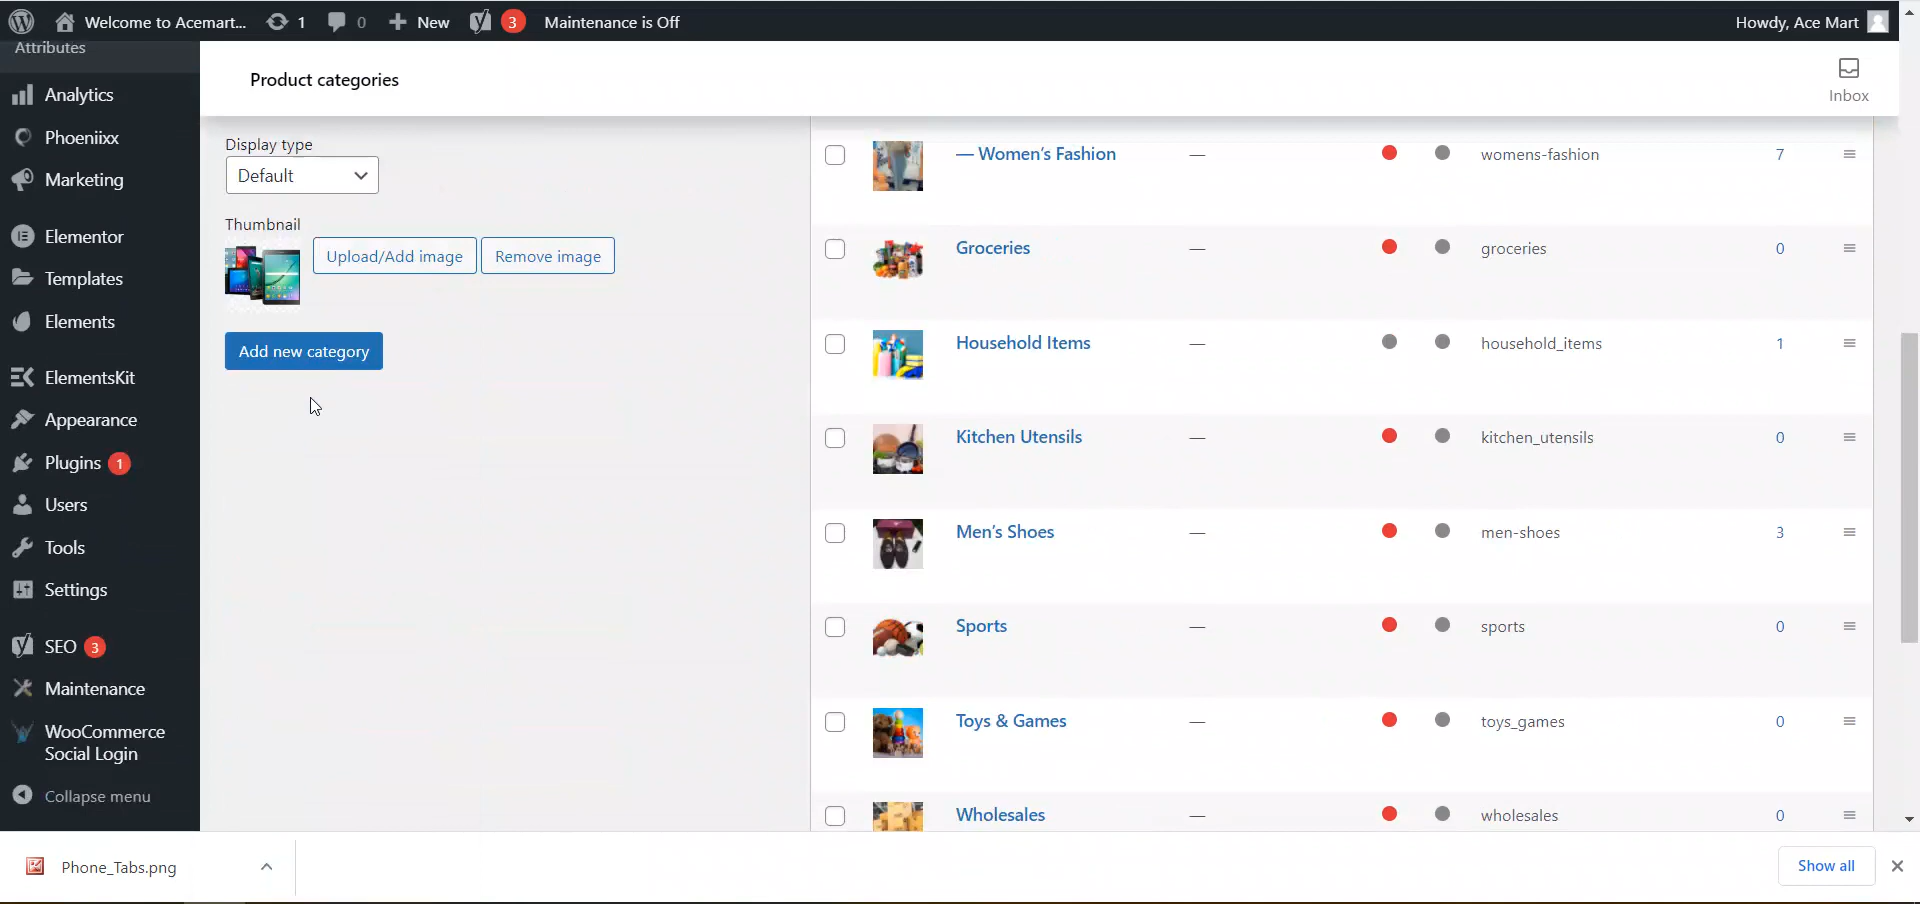 Welcome to Acemart... 1 0 New 3 Maintenance is Off Howdy, Ace Mart
Attributes
Analytics
Phoeniixx
Marketing
Elementor
Templates
Elements
ElementsKit
Appearance
Plugins 1
Users
Tools
Settings
SEO 3
Maintenance
WooCommerce
Social Login
Collapse menu
Product categories
Inbox
Display type
Default
Thumbnail
Upload/Add image Remove image
Add new category
— Women's Fashion — womens-fashion 7
Groceries — groceries 0
Household Items — household_items 1
Kitchen Utensils — kitchen_utensils 0
Men's Shoes — men-shoes 3
Sports — sports 0
Toys & Games — toys_games 0
Wholesales — wholesales 0
Phone_Tabs.png Show all